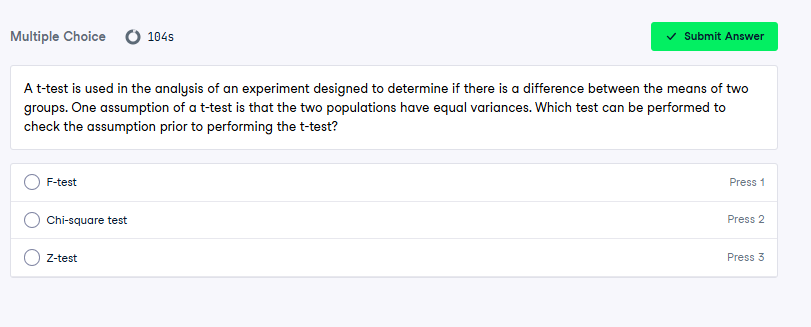 Multiple Choice 104s Submit Answer
A t-test is used in the analysis of an experiment designed to determine if there is a difference between the means of two
groups. One assumption of a t-test is that the two populations have equal variances. Which test can be performed to
check the assumption prior to performing the t-test?
F-test Press 1
Chi-square test Press 2
Z-test Press 3